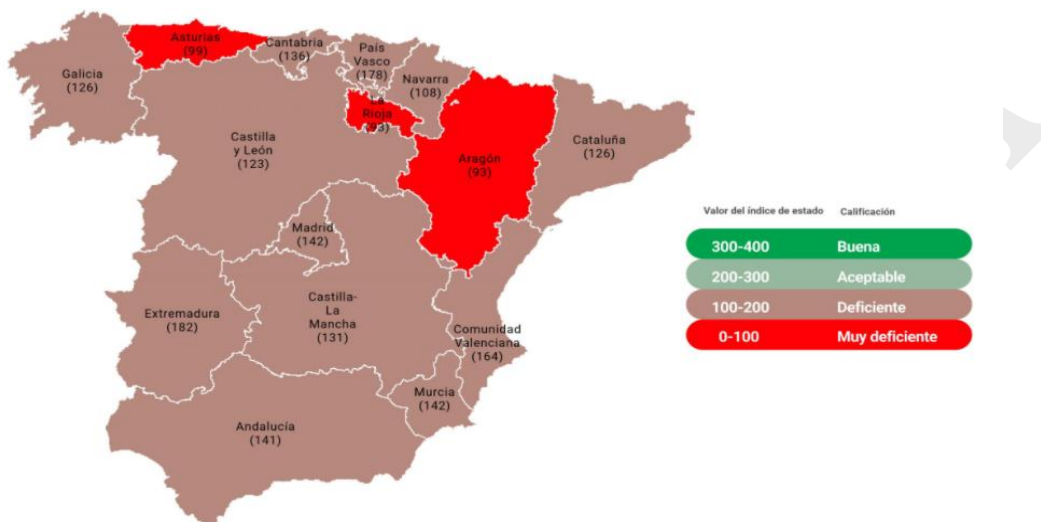 Asturias
(99)
Cantabria
(136)
País
Vasco
(178)
Galicia
(126)
Navarra
(108)
La
Rioja
(93)
Castilla
y León
(123)
Aragón
(93)
Cataluña
(126)
Madrid
(142)
Extremadura
(182)
Castilla-
La
Mancha
(131)
Comunidad
Valenciana
(164)
Murcia
(142)
Andalucía
(141)
Valor del índice de estado Calificación
300-400 Buena
200-300 Aceptable
100-200 Deficiente
0-100 Muy deficiente